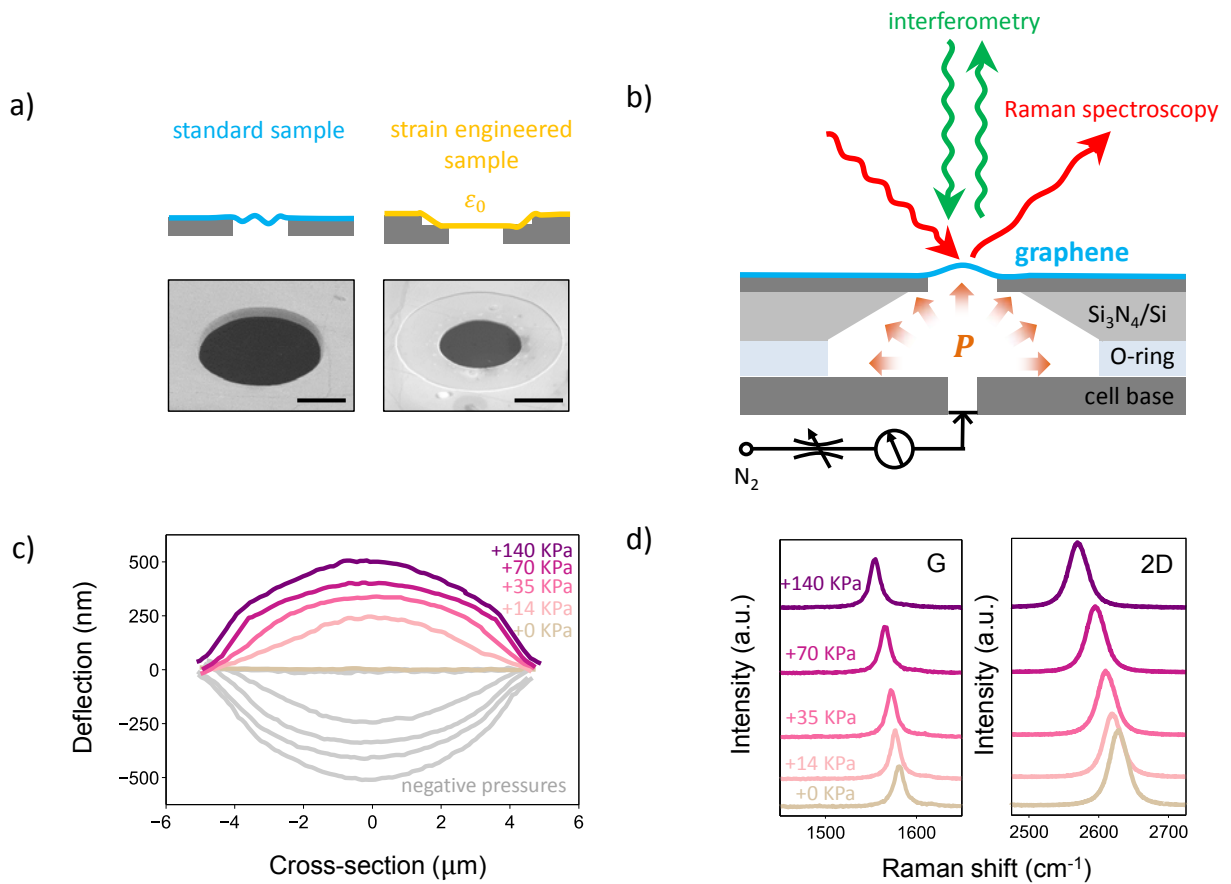 a)
standard sample
strain engineered
sample
ε₀
b)
interferometry
Raman spectroscopy
graphene
Si₃N₄/Si
P
O-ring
cell base
N₂
c)
Deflection (nm)
500
250
0
−250
−500
+140 KPa
+70 KPa
+35 KPa
+14 KPa
+0 KPa
negative pressures
−6 −4 −2 0 2 4 6
Cross-section (μm)
d)
Intensity (a.u.)
G
+140 KPa
+70 KPa
+35 KPa
+14 KPa
+0 KPa
1500 1600
Intensity (a.u.)
2D
2500 2600 2700
Raman shift (cm⁻¹)